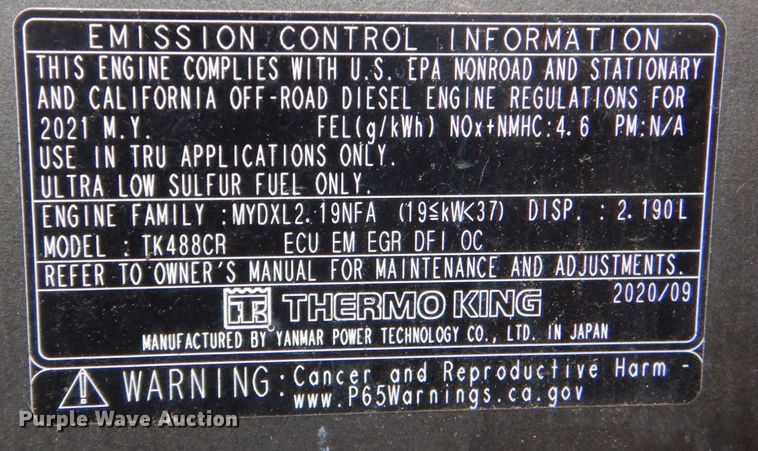 EMISSION CONTROL INFORMATION
THIS ENGINE COMPLIES WITH U.S. EPA NONROAD AND STATIONARY
AND CALIFORNIA OFF-ROAD DIESEL ENGINE REGULATIONS FOR
2021 M.Y. FEL(g/kWh) NOx+NMHC:4.6 PM:N/A
USE IN TRU APPLICATIONS ONLY.
ULTRA LOW SULFUR FUEL ONLY.
ENGINE FAMILY :MYDXL2.19NFA (19≦kW<37) DISP. : 2.190L
MODEL : TK488CR ECU EM EGR DFI OC
REFER TO OWNER'S MANUAL FOR MAINTENANCE AND ADJUSTMENTS.
TK THERMO KING 2020/09
MANUFACTURED BY YANMAR POWER TECHNOLOGY CO., LTD. IN JAPAN
WARNING:Cancer and Reproductive Harm -
www.P65Warnings.ca.gov
Purple Wave Auction